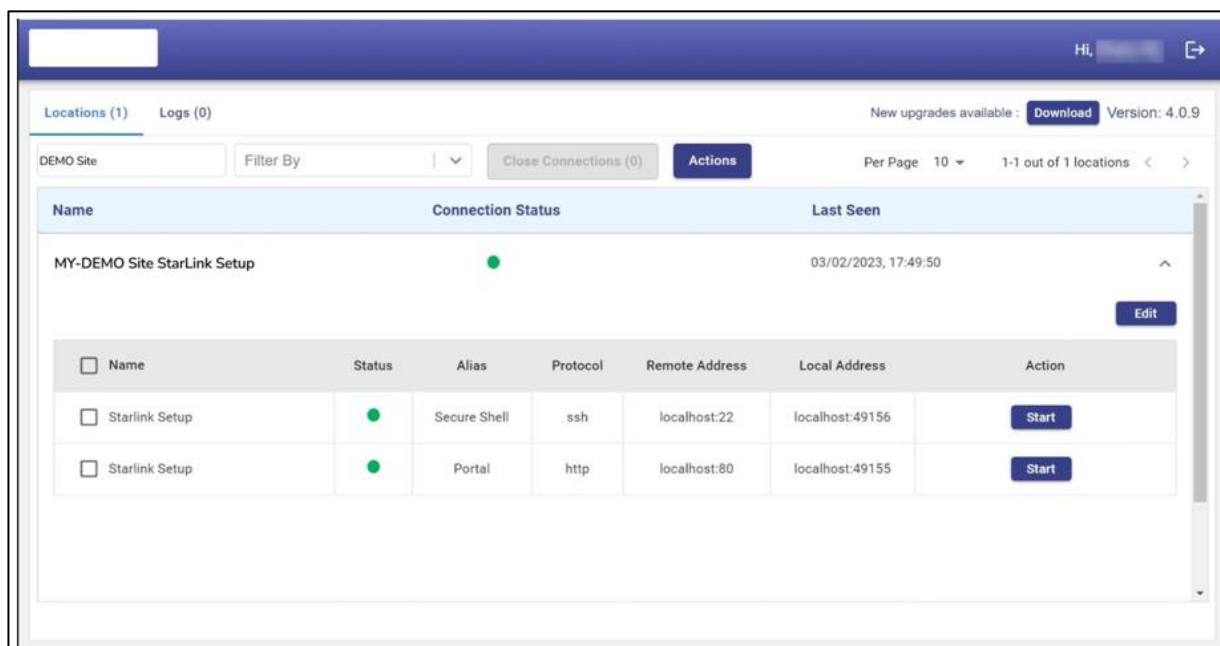 Hi,
Locations (1) Logs (0) New upgrades available : Download Version: 4.0.9
DEMO Site Filter By Close Connections (0) Actions Per Page 10 1-1 out of 1 locations
Name Connection Status Last Seen
MY-DEMO Site StarLink Setup 03/02/2023, 17:49:50
Edit
Name Status Alias Protocol Remote Address Local Address Action
Starlink Setup Secure Shell ssh localhost:22 localhost:49156 Start
Starlink Setup Portal http localhost:80 localhost:49155 Start